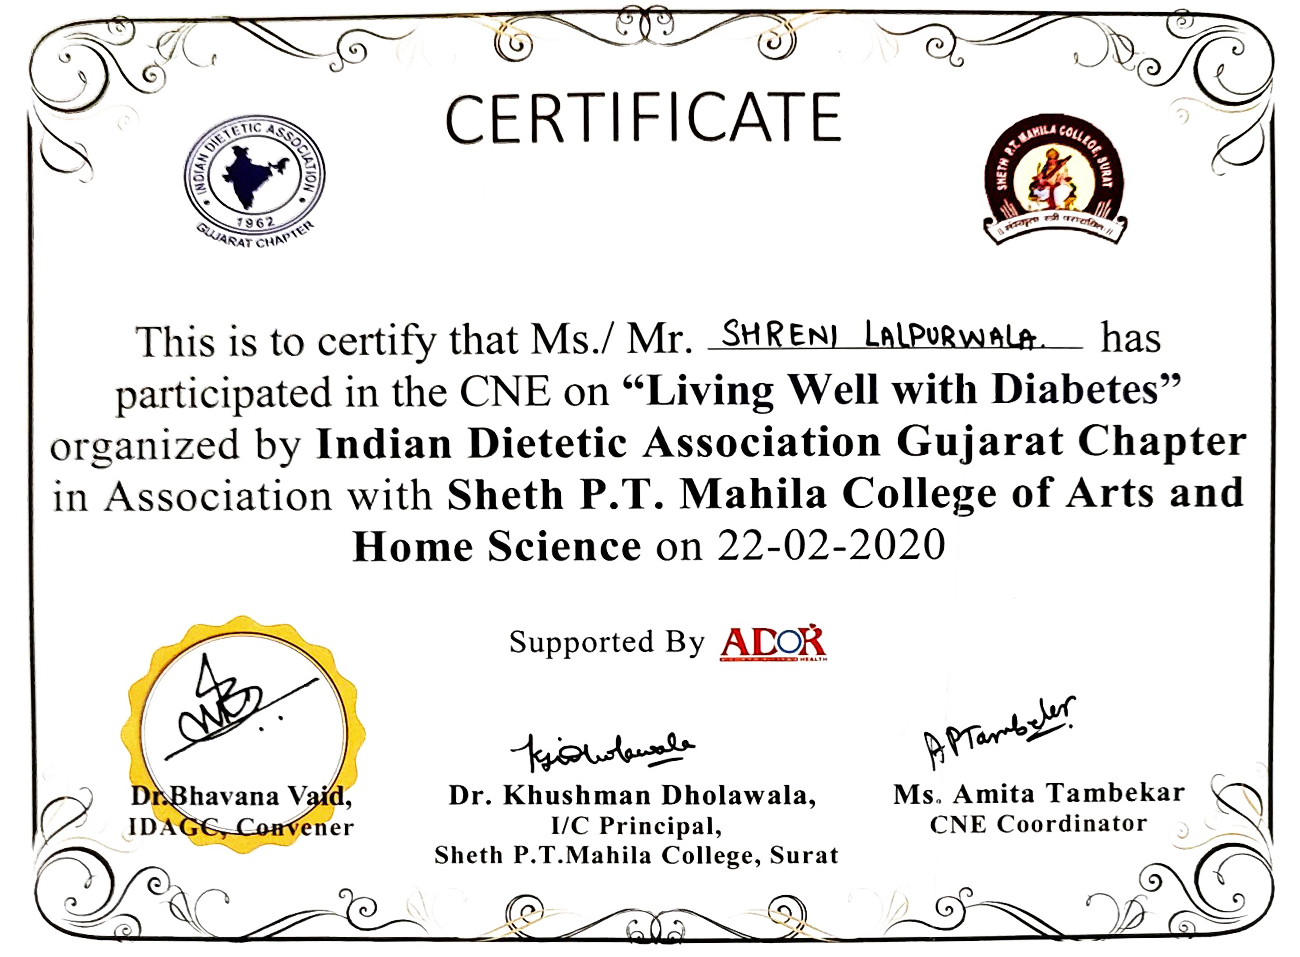 CERTIFICATE
INDIAN DIETETIC ASSOCIATION
1962
GUJARAT CHAPTER
SHETH P.T. MAHILA COLLEGE, SURAT
This is to certify that Ms./ Mr. SHRENI LALPURWALA. has
participated in the CNE on “Living Well with Diabetes”
organized by Indian Dietetic Association Gujarat Chapter
in Association with Sheth P.T. Mahila College of Arts and
Home Science on 22-02-2020
Supported By ADOR
HEALTH
APTambekar
Dr.Bhavana Vaid,
IDAGC, Convener
Dr. Khushman Dholawala,
I/C Principal,
Sheth P.T.Mahila College, Surat
Ms. Amita Tambekar
CNE Coordinator